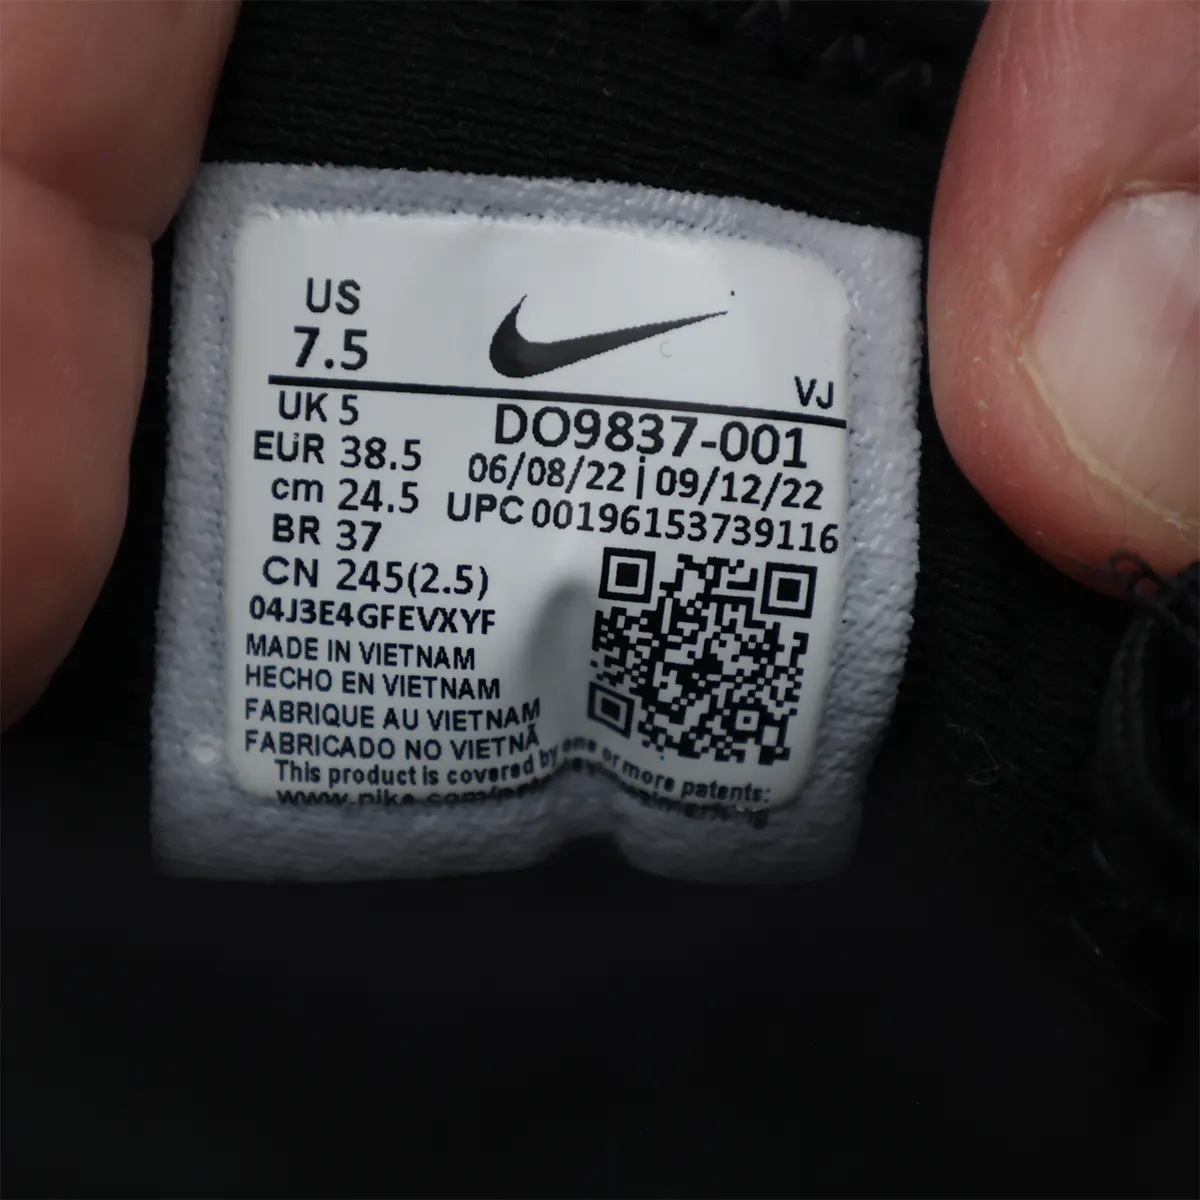 US
7.5
VJ
UK 5
DO9837-001
EUR 38.5
06/08/22 | 09/12/22
cm 24.5
UPC 00196153739116
BR 37
CN 245(2.5)
04J3E4GFEVXYF
MADE IN VIETNAM
HECHO EN VIETNAM
FABRIQUE AU VIETNAM
FABRICADO NO VIETNÃ
This product is covered by one or more patents: